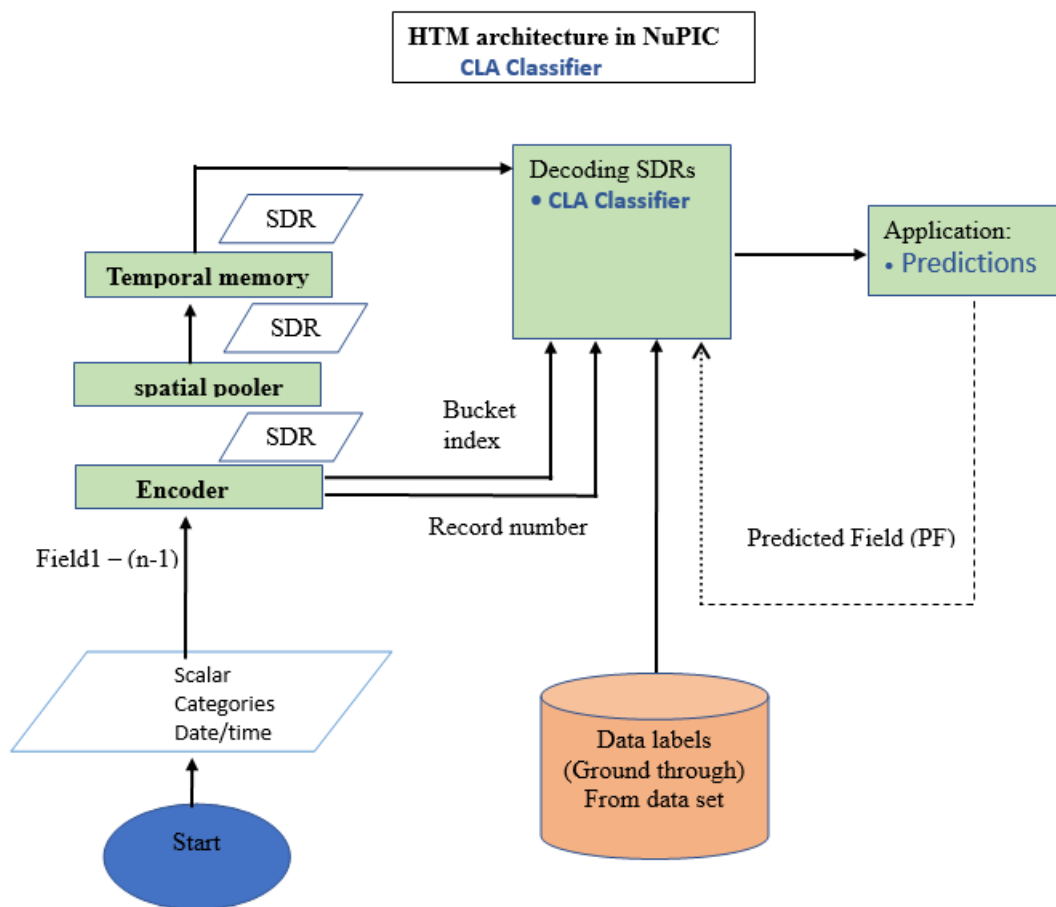 HTM architecture in NuPIC
CLA Classifier
Decoding SDRs
• CLA Classifier
Application:
• Predictions
SDR
Temporal memory
SDR
spatial pooler
SDR
Encoder
Bucket
index
Record number
Field1 – (n-1)
Predicted Field (PF)
Scalar
Categories
Date/time
Data labels
(Ground through)
From data set
Start